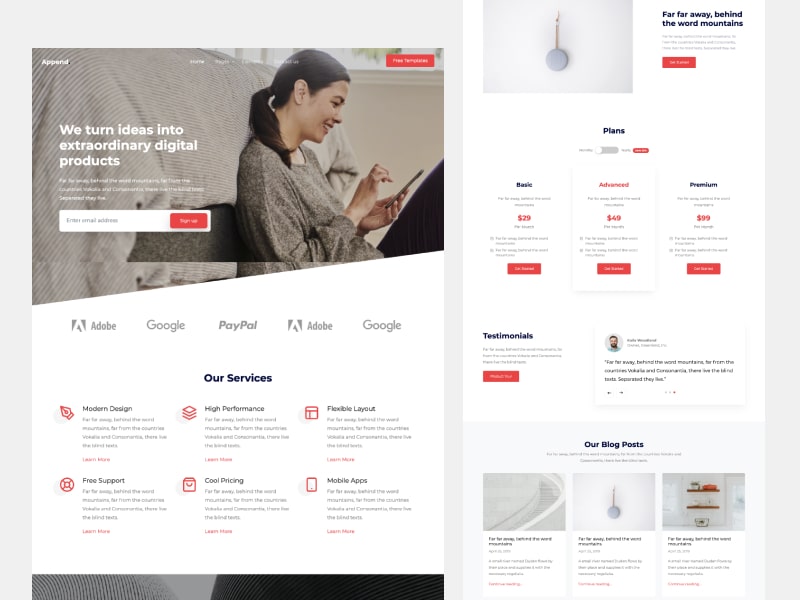 Append
Home
Contact us
Free Templates
We turn ideas into
extraordinary digital
products
Far far away, behind the word mountains, far from the
countries Vokalia and Consonantia, there live the blind texts.
Separated they live.
Enter email address
Sign up
Adobe
Google
PayPal
Adobe
Google
Our Services
Modern Design
Far far away, behind the word
mountains, far from the countries
Vokalia and Consonantia, there live
the blind texts.
Learn More
High Performance
Far far away, behind the word
mountains, far from the countries
Vokalia and Consonantia, there live
the blind texts.
Learn More
Flexible Layout
Far far away, behind the word
mountains, far from the countries
Vokalia and Consonantia, there live
the blind texts.
Learn More
Free Support
Far far away, behind the word
mountains, far from the countries
Vokalia and Consonantia, there live
the blind texts.
Learn More
Cool Pricing
Far far away, behind the word
mountains, far from the countries
Vokalia and Consonantia, there live
the blind texts.
Learn More
Mobile Apps
Far far away, behind the word
mountains, far from the countries
Vokalia and Consonantia, there live
the blind texts.
Learn More
Far far away, behind
the word mountains
Far far away, behind the word mountains, far
from the countries Vokalia and Consonantia,
there live the blind texts. Separated they live.
Get Started
Plans
Monthly
Yearly
Basic
Far far away, behind the word
mountains
$29
Per Month
Far far away, behind the word
mountains
Far far away, behind the word
mountains
Get Started
Advanced
Far far away, behind the word
mountains
$49
Per Month
Far far away, behind the word
mountains
Far far away, behind the word
mountains
Get Started
Premium
Far far away, behind the word
mountains
$99
Per Month
Far far away, behind the word
mountains
Far far away, behind the word
mountains
Get Started
Testimonials
Far far away, behind the word mountains, far
from the countries Vokalia and Consonantia,
there live the blind texts.
"Far far away, behind the word mountains, far from the
countries Vokalia and Consonantia, there live the blind
texts. Separated they live."
Our Blog Posts
Far far away, behind the word mountains, far from the countries Vokalia and
Consonantia, there live the blind texts.
Far far away, behind the word
mountains
April 25, 2019
A small river named Duden flows by
their place and supplies it with the
necessary regelialia.
Continue Reading...
Far far away, behind the word
mountains
April 25, 2019
A small river named Duden flows by
their place and supplies it with the
necessary regelialia.
Continue Reading...
Far far away, behind the word
mountains
April 25, 2019
A small river named Duden flows by
their place and supplies it with the
necessary regelialia.
Continue Reading...